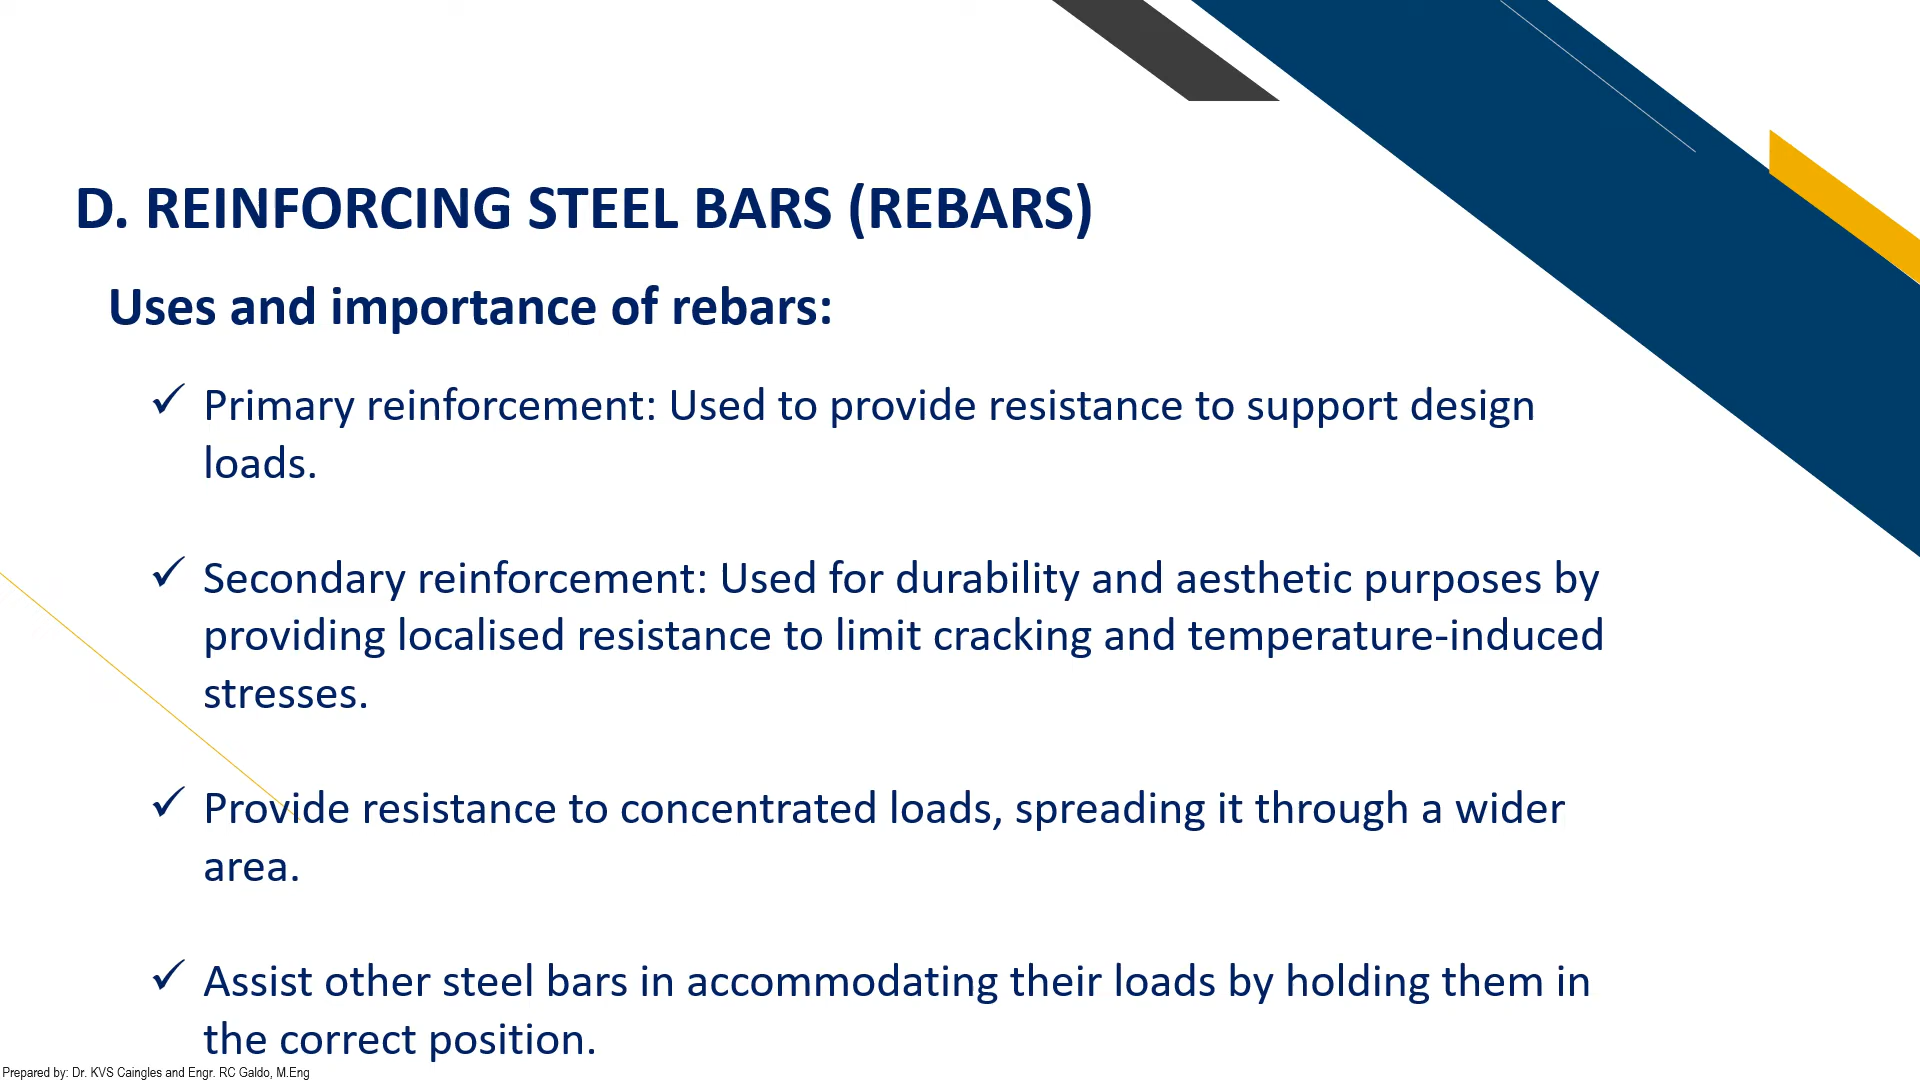 D. REINFORCING STEEL BARS (REBARS)
Uses and importance of rebars:
✓ Primary reinforcement: Used to provide resistance to support design
loads.
✓ Secondary reinforcement: Used for durability and aesthetic purposes by
providing localised resistance to limit cracking and temperature-induced
stresses.
✓ Provide resistance to concentrated loads, spreading it through a wider
area.
✓ Assist other steel bars in accommodating their loads by holding them in
the correct position.
Prepared by: Dr. KVS Caingles and Engr. RC Galdo, M.Eng